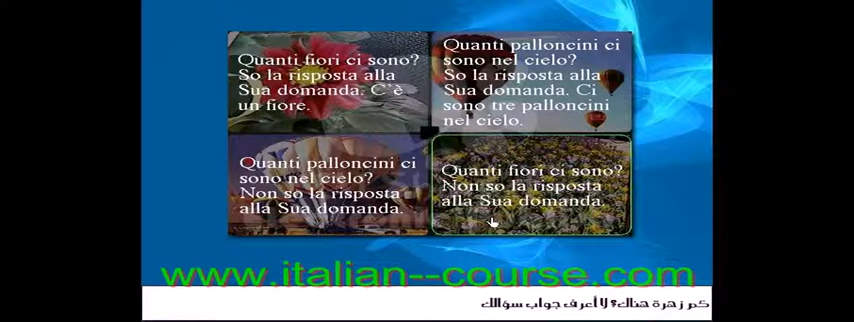 Quanti fiori ci sono?
So la risposta alla
Sua domanda. C'è
un fiore.
Quanti palloncini ci
sono nel cielo?
So la risposta alla
Sua domanda. Ci
sono tre palloncini
nel cielo.
Quanti palloncini ci
sono nel cielo?
Non so la risposta
alla Sua domanda.
Quanti fiori ci sono?
Non so la risposta
alla Sua domanda.
www.italian--course.com
كم زهرة هناك؟ لا أعرف جواب سؤالك